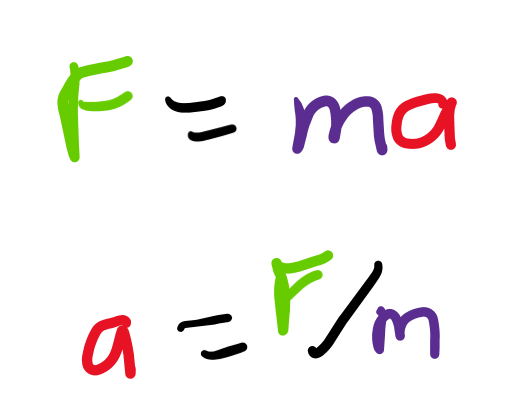 F = ma
a = F/m